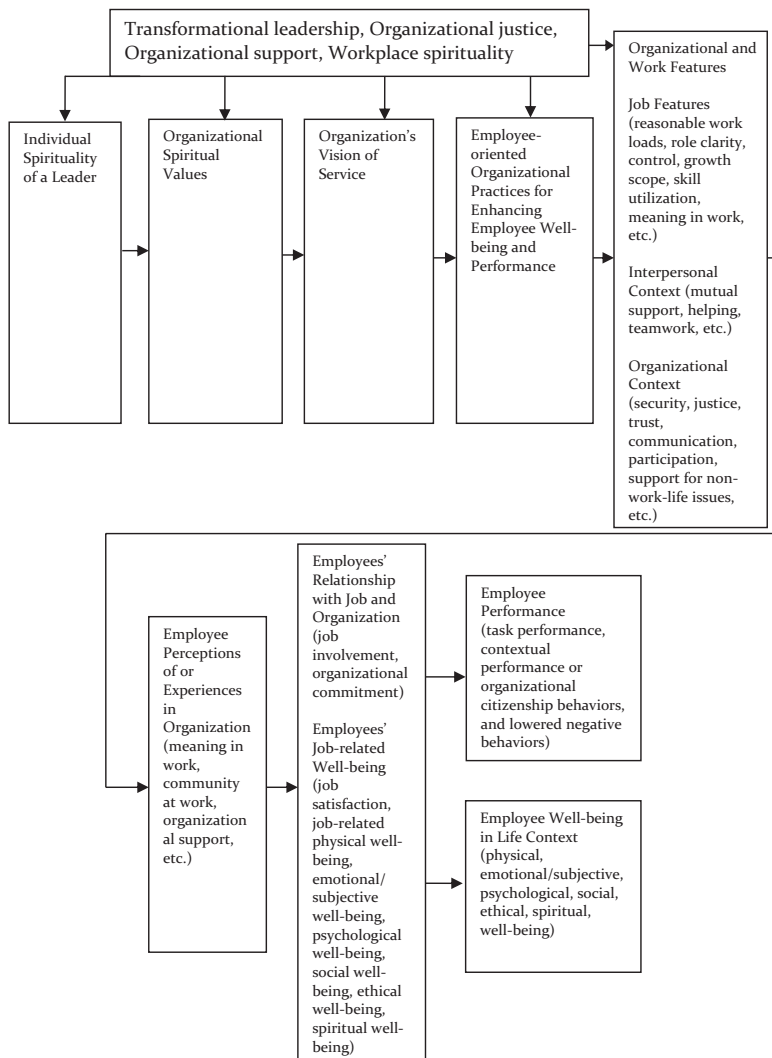 Transformational leadership, Organizational justice,
Organizational support, Workplace spirituality
Individual
Spirituality
of a Leader
Organizational
Spiritual
Values
Organization's
Vision of
Service
Employee-
oriented
Organizational
Practices for
Enhancing
Employee Well-
being and
Performance
Organizational and
Work Features
Job Features
(reasonable work
loads, role clarity,
control, growth
scope, skill
utilization,
meaning in work,
etc.)
Interpersonal
Context (mutual
support, helping,
teamwork, etc.)
Organizational
Context
(security, justice,
trust,
communication,
participation,
support for non-
work-life issues,
etc.)
Employee
Perceptions
of or
Experiences
in
Organization
(meaning in
work,
community
at work,
organization
al support,
etc.)
Employees'
Relationship
with Job and
Organization
(job
involvement,
organizational
commitment)
Employees'
Job-related
Well-being
(job
satisfaction,
job-related
physical well-
being,
emotional/
subjective
well-being,
psychological
well-being,
social well-
being, ethical
well-being,
spiritual well-
being)
Employee
Performance
(task performance,
contextual
performance or
organizational
citizenship behaviors,
and lowered negative
behaviors)
Employee Well-being
in Life Context
(physical,
emotional/subjective,
psychological, social,
ethical, spiritual,
well-being)